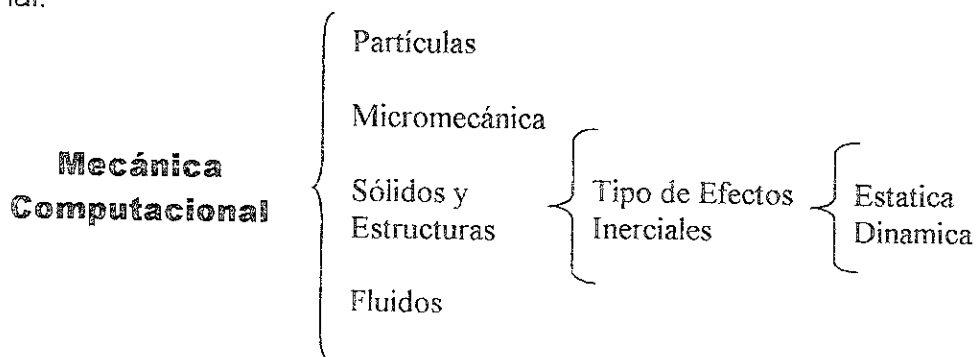 Mecánica
Computacional
Partículas
Micromecánica
Sólidos y
Estructuras
Fluidos
Tipo de Efectos
Inerciales
Estatica
Dinamica